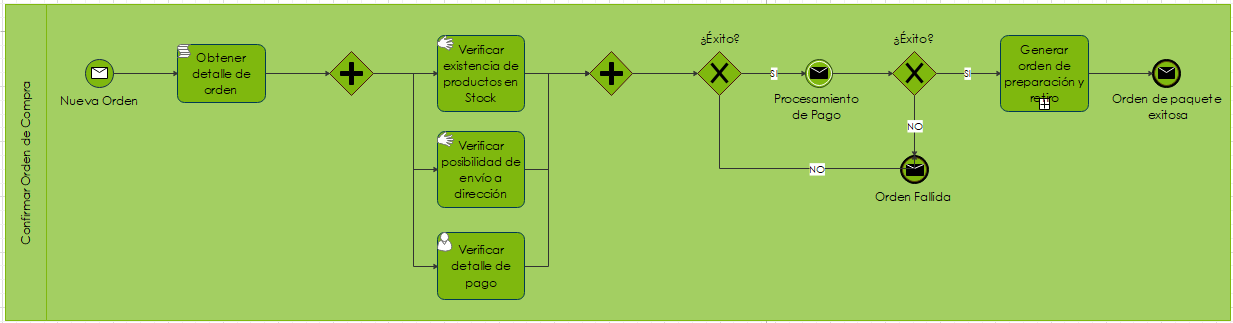 Confirmar Orden de Compra
Nueva Orden
Obtener
detalle de
orden
Verificar
existencia de
productos en
Stock
Verificar
posibilidad de
envío a
dirección
Verificar
detalle de
pago
¿Éxito?
SI
NO
Procesamiento
de Pago
¿Éxito?
SI
NO
Orden Fallida
Generar
orden de
preparación y
retiro
Orden de paquete
exitosa